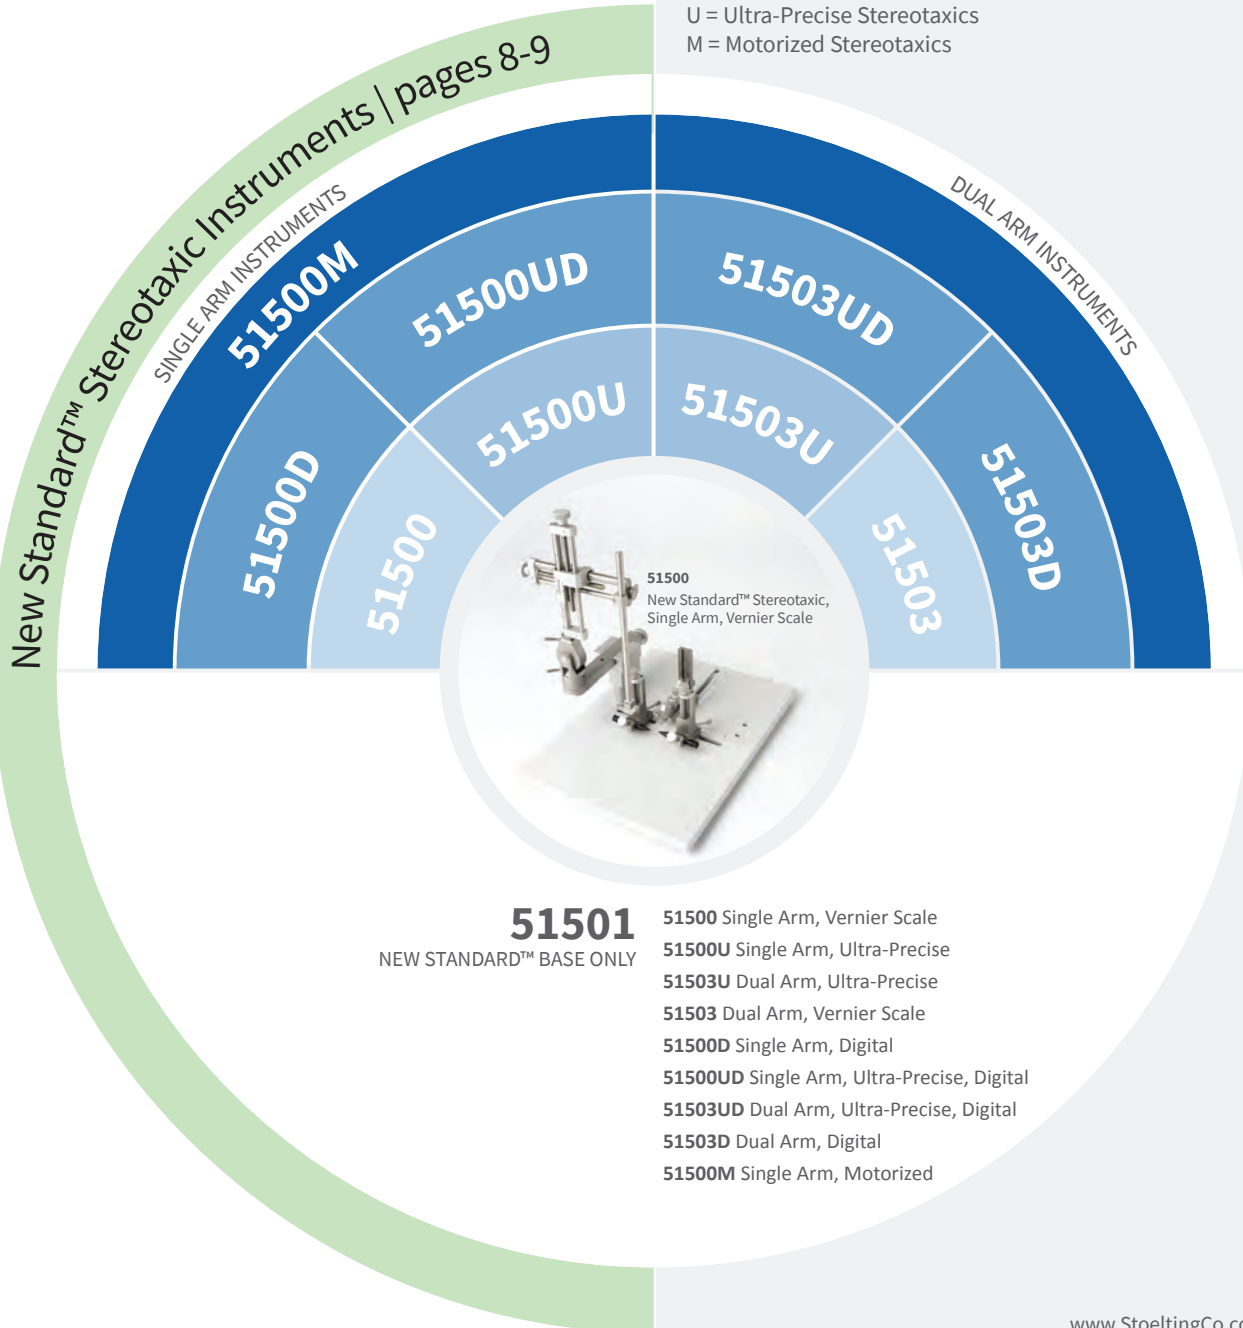 U = Ultra-Precise Stereotaxics
M = Motorized Stereotaxics
New Standard™ Stereotaxic Instruments | pages 8-9
SINGLE ARM INSTRUMENTS
DUAL ARM INSTRUMENTS
51500M
51500UD
51503UD
51500D
51500U
51503U
51503D
51500
51503
51500
New Standard™ Stereotaxic,
Single Arm, Vernier Scale
51501
NEW STANDARD™ BASE ONLY
51500 Single Arm, Vernier Scale
51500U Single Arm, Ultra-Precise
51503U Dual Arm, Ultra-Precise
51503 Dual Arm, Vernier Scale
51500D Single Arm, Digital
51500UD Single Arm, Ultra-Precise, Digital
51503UD Dual Arm, Ultra-Precise, Digital
51503D Dual Arm, Digital
51500M Single Arm, Motorized
www.StoeltingCo.co